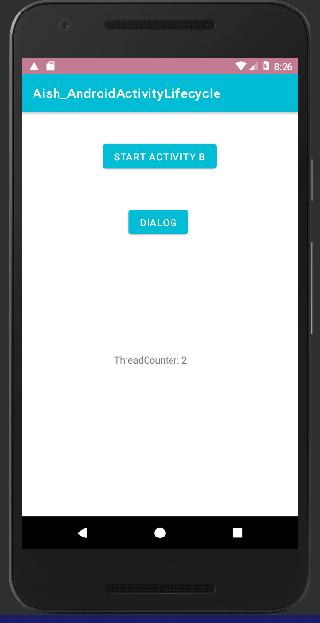 8:26
Aish_AndroidActivityLifecycle
START ACTIVITY B
DIALOG
ThreadCounter: 2